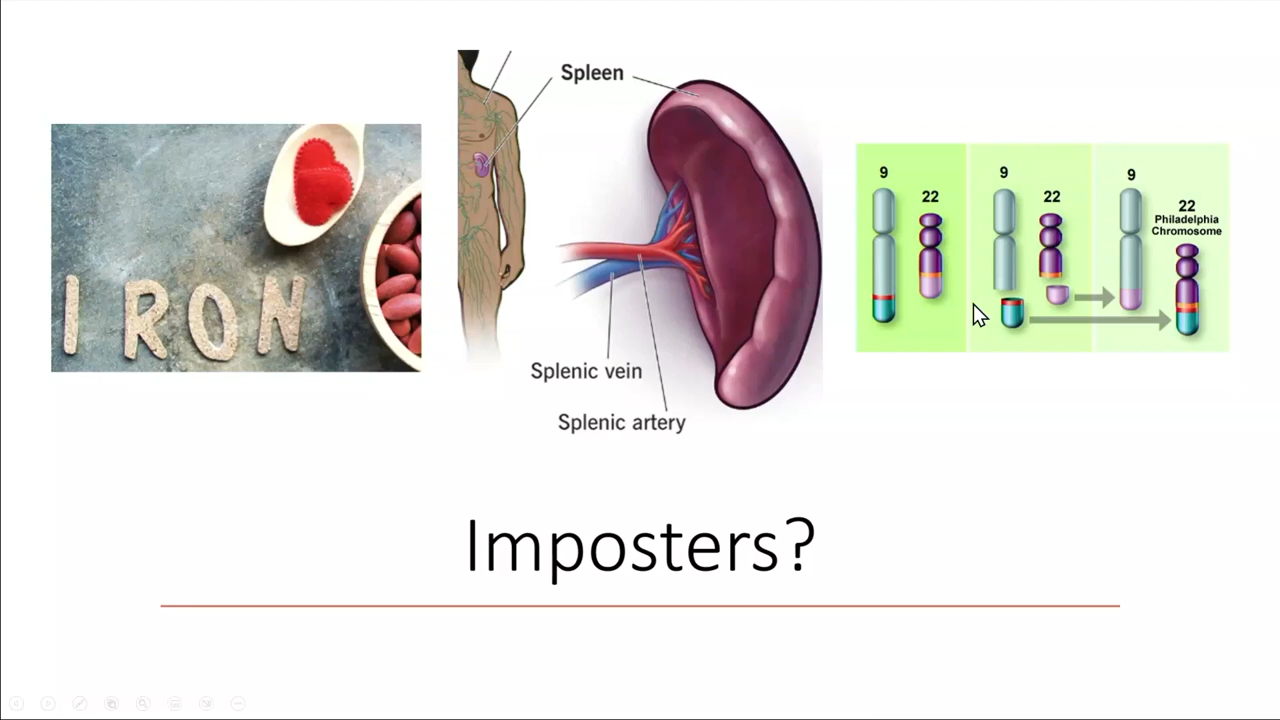 IRON
Spleen
Splenic vein
Splenic artery
9
22
9
22
9
22
Philadelphia
Chromosome
Imposters?